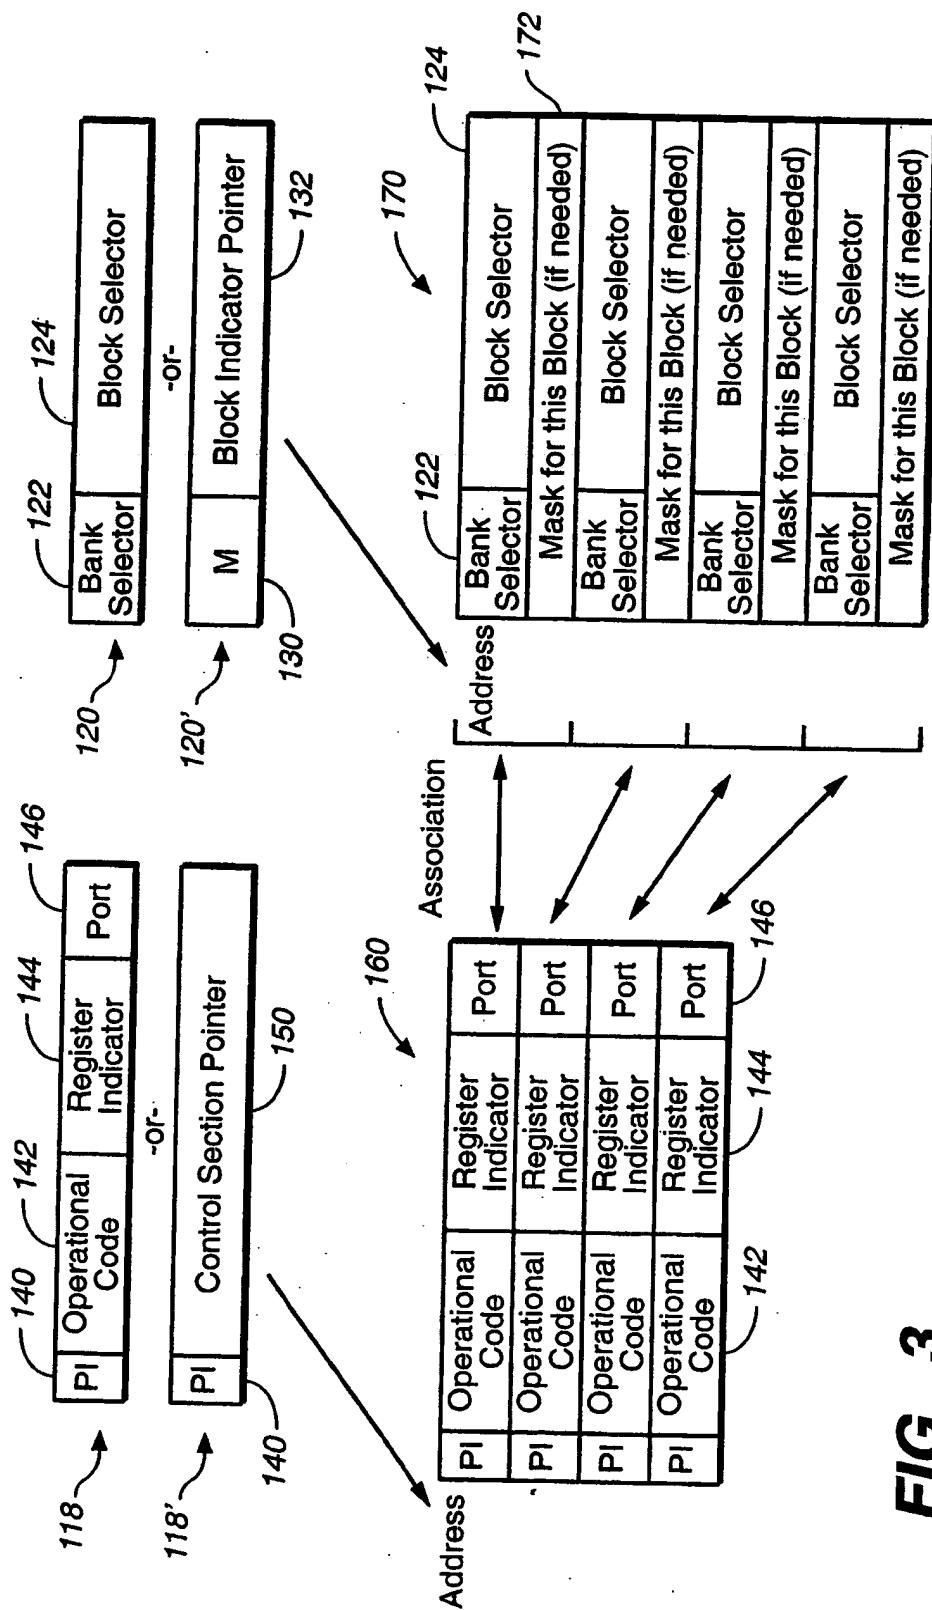 118
140
142
144
146
PI
Operational
Code
Register
Indicator
Port
-or-
118'
PI
Control Section Pointer
140
150
120
122
124
Bank
Selector
Block Selector
-or-
120'
M
Block Indicator Pointer
130
132
Address
160
PI
Operational
Code
Register
Indicator
Port
PI
Operational
Code
Register
Indicator
Port
PI
Operational
Code
Register
Indicator
Port
PI
Operational
Code
Register
Indicator
Port
142
144
146
Association
Address
170
122
124
172
Bank
Selector
Block Selector
Mask for this Block (if needed)
Bank
Selector
Block Selector
Mask for this Block (if needed)
Bank
Selector
Block Selector
Mask for this Block (if needed)
Bank
Selector
Block Selector
Mask for this Block (if needed)
FIG._3